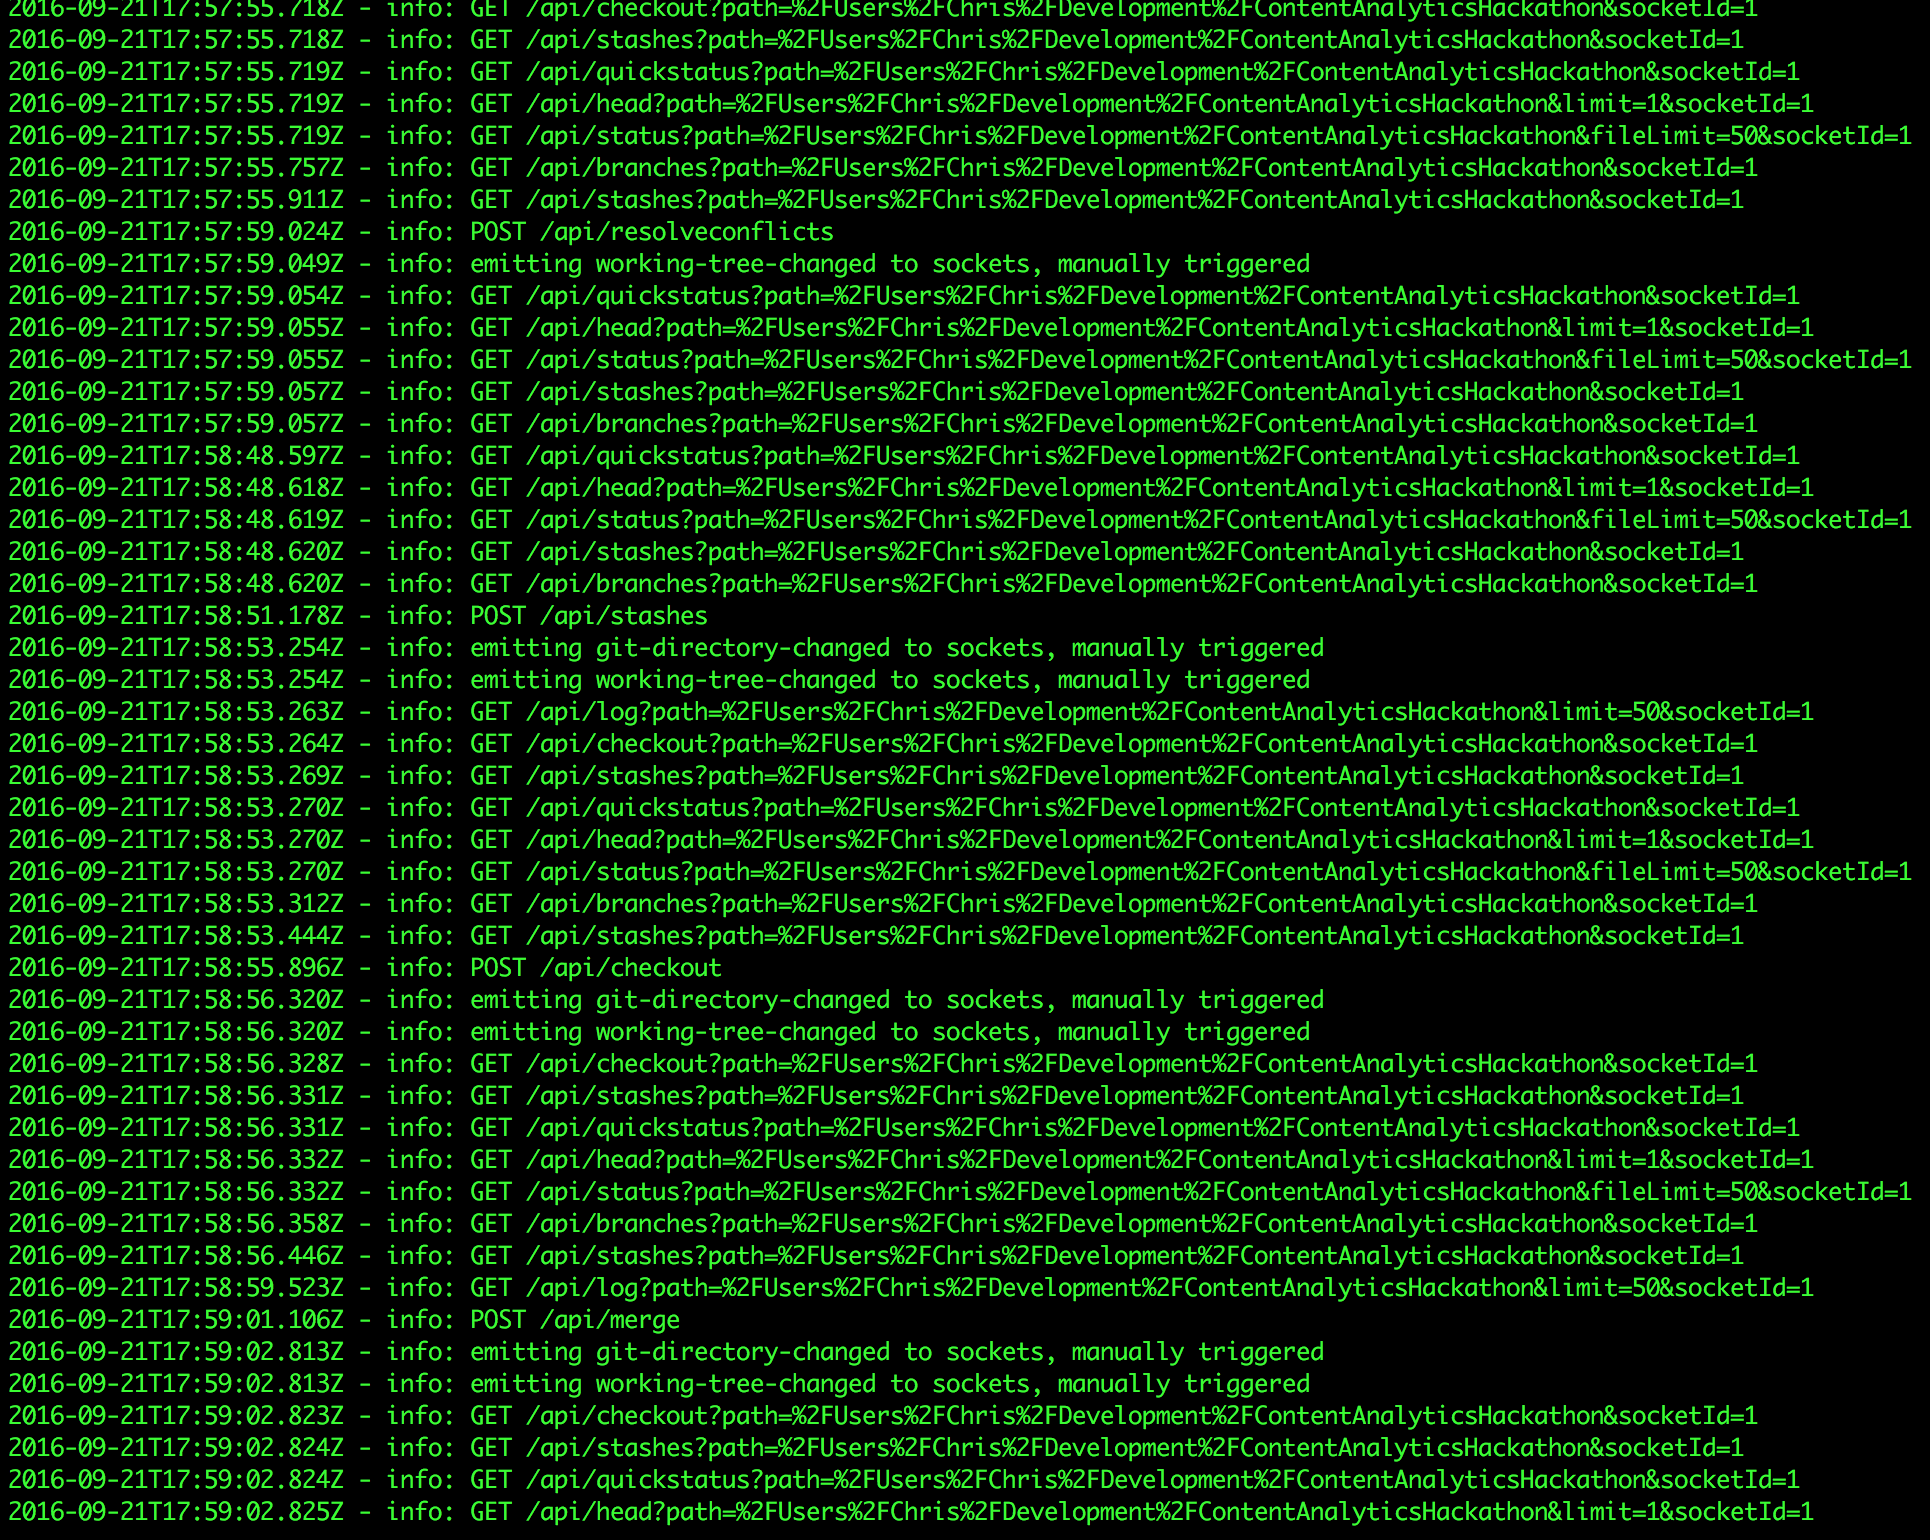 2016-09-21T17:57:55.718Z - info: GET /api/checkout?path=%2FUsers%2FChris%2FDevelopment%2FContentAnalyticsHackathon&socketId=1
2016-09-21T17:57:55.718Z - info: GET /api/stashes?path=%2FUsers%2FChris%2FDevelopment%2FContentAnalyticsHackathon&socketId=1
2016-09-21T17:57:55.719Z - info: GET /api/quickstatus?path=%2FUsers%2FChris%2FDevelopment%2FContentAnalyticsHackathon&socketId=1
2016-09-21T17:57:55.719Z - info: GET /api/head?path=%2FUsers%2FChris%2FDevelopment%2FContentAnalyticsHackathon&limit=1&socketId=1
2016-09-21T17:57:55.719Z - info: GET /api/status?path=%2FUsers%2FChris%2FDevelopment%2FContentAnalyticsHackathon&fileLimit=50&socketId=1
2016-09-21T17:57:55.757Z - info: GET /api/branches?path=%2FUsers%2FChris%2FDevelopment%2FContentAnalyticsHackathon&socketId=1
2016-09-21T17:57:55.911Z - info: GET /api/stashes?path=%2FUsers%2FChris%2FDevelopment%2FContentAnalyticsHackathon&socketId=1
2016-09-21T17:57:59.024Z - info: POST /api/resolveconflicts
2016-09-21T17:57:59.049Z - info: emitting working-tree-changed to sockets, manually triggered
2016-09-21T17:57:59.054Z - info: GET /api/quickstatus?path=%2FUsers%2FChris%2FDevelopment%2FContentAnalyticsHackathon&socketId=1
2016-09-21T17:57:59.055Z - info: GET /api/head?path=%2FUsers%2FChris%2FDevelopment%2FContentAnalyticsHackathon&limit=1&socketId=1
2016-09-21T17:57:59.055Z - info: GET /api/status?path=%2FUsers%2FChris%2FDevelopment%2FContentAnalyticsHackathon&fileLimit=50&socketId=1
2016-09-21T17:57:59.057Z - info: GET /api/stashes?path=%2FUsers%2FChris%2FDevelopment%2FContentAnalyticsHackathon&socketId=1
2016-09-21T17:57:59.057Z - info: GET /api/branches?path=%2FUsers%2FChris%2FDevelopment%2FContentAnalyticsHackathon&socketId=1
2016-09-21T17:58:48.597Z - info: GET /api/quickstatus?path=%2FUsers%2FChris%2FDevelopment%2FContentAnalyticsHackathon&socketId=1
2016-09-21T17:58:48.618Z - info: GET /api/head?path=%2FUsers%2FChris%2FDevelopment%2FContentAnalyticsHackathon&limit=1&socketId=1
2016-09-21T17:58:48.619Z - info: GET /api/status?path=%2FUsers%2FChris%2FDevelopment%2FContentAnalyticsHackathon&fileLimit=50&socketId=1
2016-09-21T17:58:48.620Z - info: GET /api/stashes?path=%2FUsers%2FChris%2FDevelopment%2FContentAnalyticsHackathon&socketId=1
2016-09-21T17:58:48.620Z - info: GET /api/branches?path=%2FUsers%2FChris%2FDevelopment%2FContentAnalyticsHackathon&socketId=1
2016-09-21T17:58:51.178Z - info: POST /api/stashes
2016-09-21T17:58:53.254Z - info: emitting git-directory-changed to sockets, manually triggered
2016-09-21T17:58:53.254Z - info: emitting working-tree-changed to sockets, manually triggered
2016-09-21T17:58:53.263Z - info: GET /api/log?path=%2FUsers%2FChris%2FDevelopment%2FContentAnalyticsHackathon&limit=50&socketId=1
2016-09-21T17:58:53.264Z - info: GET /api/checkout?path=%2FUsers%2FChris%2FDevelopment%2FContentAnalyticsHackathon&socketId=1
2016-09-21T17:58:53.269Z - info: GET /api/stashes?path=%2FUsers%2FChris%2FDevelopment%2FContentAnalyticsHackathon&socketId=1
2016-09-21T17:58:53.270Z - info: GET /api/quickstatus?path=%2FUsers%2FChris%2FDevelopment%2FContentAnalyticsHackathon&socketId=1
2016-09-21T17:58:53.270Z - info: GET /api/head?path=%2FUsers%2FChris%2FDevelopment%2FContentAnalyticsHackathon&limit=1&socketId=1
2016-09-21T17:58:53.270Z - info: GET /api/status?path=%2FUsers%2FChris%2FDevelopment%2FContentAnalyticsHackathon&fileLimit=50&socketId=1
2016-09-21T17:58:53.312Z - info: GET /api/branches?path=%2FUsers%2FChris%2FDevelopment%2FContentAnalyticsHackathon&socketId=1
2016-09-21T17:58:53.444Z - info: GET /api/stashes?path=%2FUsers%2FChris%2FDevelopment%2FContentAnalyticsHackathon&socketId=1
2016-09-21T17:58:55.896Z - info: POST /api/checkout
2016-09-21T17:58:56.320Z - info: emitting git-directory-changed to sockets, manually triggered
2016-09-21T17:58:56.320Z - info: emitting working-tree-changed to sockets, manually triggered
2016-09-21T17:58:56.328Z - info: GET /api/checkout?path=%2FUsers%2FChris%2FDevelopment%2FContentAnalyticsHackathon&socketId=1
2016-09-21T17:58:56.331Z - info: GET /api/stashes?path=%2FUsers%2FChris%2FDevelopment%2FContentAnalyticsHackathon&socketId=1
2016-09-21T17:58:56.331Z - info: GET /api/quickstatus?path=%2FUsers%2FChris%2FDevelopment%2FContentAnalyticsHackathon&socketId=1
2016-09-21T17:58:56.332Z - info: GET /api/head?path=%2FUsers%2FChris%2FDevelopment%2FContentAnalyticsHackathon&limit=1&socketId=1
2016-09-21T17:58:56.332Z - info: GET /api/status?path=%2FUsers%2FChris%2FDevelopment%2FContentAnalyticsHackathon&fileLimit=50&socketId=1
2016-09-21T17:58:56.358Z - info: GET /api/branches?path=%2FUsers%2FChris%2FDevelopment%2FContentAnalyticsHackathon&socketId=1
2016-09-21T17:58:56.446Z - info: GET /api/stashes?path=%2FUsers%2FChris%2FDevelopment%2FContentAnalyticsHackathon&socketId=1
2016-09-21T17:58:59.523Z - info: GET /api/log?path=%2FUsers%2FChris%2FDevelopment%2FContentAnalyticsHackathon&limit=50&socketId=1
2016-09-21T17:59:01.106Z - info: POST /api/merge
2016-09-21T17:59:02.813Z - info: emitting git-directory-changed to sockets, manually triggered
2016-09-21T17:59:02.813Z - info: emitting working-tree-changed to sockets, manually triggered
2016-09-21T17:59:02.823Z - info: GET /api/checkout?path=%2FUsers%2FChris%2FDevelopment%2FContentAnalyticsHackathon&socketId=1
2016-09-21T17:59:02.824Z - info: GET /api/stashes?path=%2FUsers%2FChris%2FDevelopment%2FContentAnalyticsHackathon&socketId=1
2016-09-21T17:59:02.824Z - info: GET /api/quickstatus?path=%2FUsers%2FChris%2FDevelopment%2FContentAnalyticsHackathon&socketId=1
2016-09-21T17:59:02.825Z - info: GET /api/head?path=%2FUsers%2FChris%2FDevelopment%2FContentAnalyticsHackathon&limit=1&socketId=1